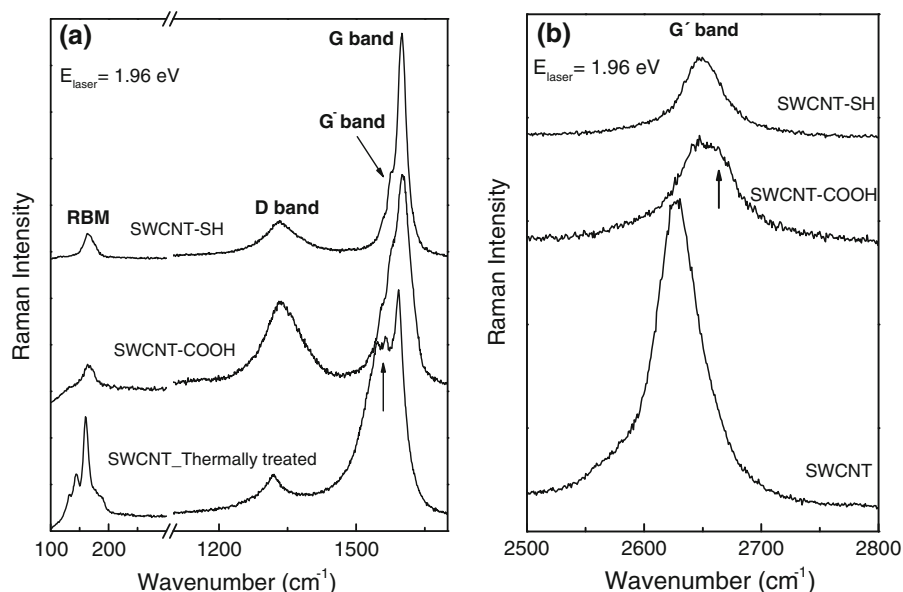 (a)
E_laser = 1.96 eV
G band
G⁻ band
RBM
D band
SWCNT-SH
SWCNT-COOH
SWCNT_Thermally treated
Raman Intensity
100 200 1200 1500
Wavenumber (cm⁻¹)
(b)
G´ band
E_laser = 1.96 eV
SWCNT-SH
SWCNT-COOH
SWCNT
Raman Intensity
2500 2600 2700 2800
Wavenumber (cm⁻¹)